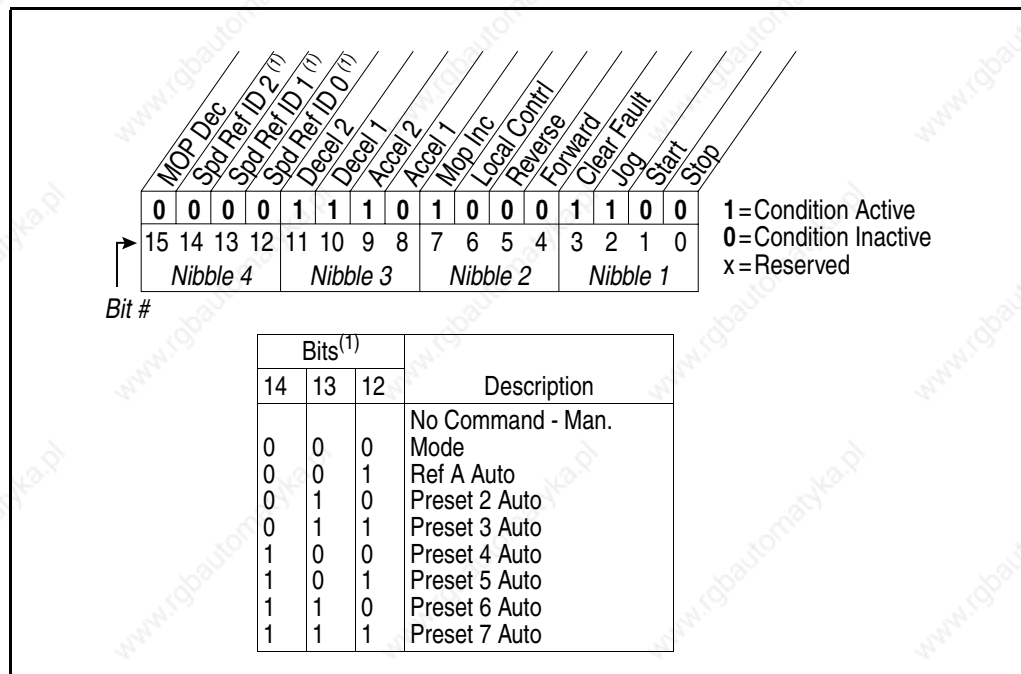 MOP Dec
Spd Ref ID 2 (1)
Spd Ref ID 1 (1)
Spd Ref ID 0 (1)
Decel 2
Decel 1
Accel 2
Accel 1
Mop Inc
Local Contrl
Reverse
Forward
Clear Fault
Jog
Start
Stop
0 0 0 0 1 1 1 0 1 0 0 0 1 1 0 0
1=Condition Active
15 14 13 12 11 10 9 8 7 6 5 4 3 2 1 0
0=Condition Inactive
Nibble 4 Nibble 3 Nibble 2 Nibble 1
x=Reserved
Bit #
Bits(1)
14 13 12 Description
No Command - Man.
0 0 0 Mode
0 0 1 Ref A Auto
0 1 0 Preset 2 Auto
0 1 1 Preset 3 Auto
1 0 0 Preset 4 Auto
1 0 1 Preset 5 Auto
1 1 0 Preset 6 Auto
1 1 1 Preset 7 Auto
www.rgbautomatyka.pl